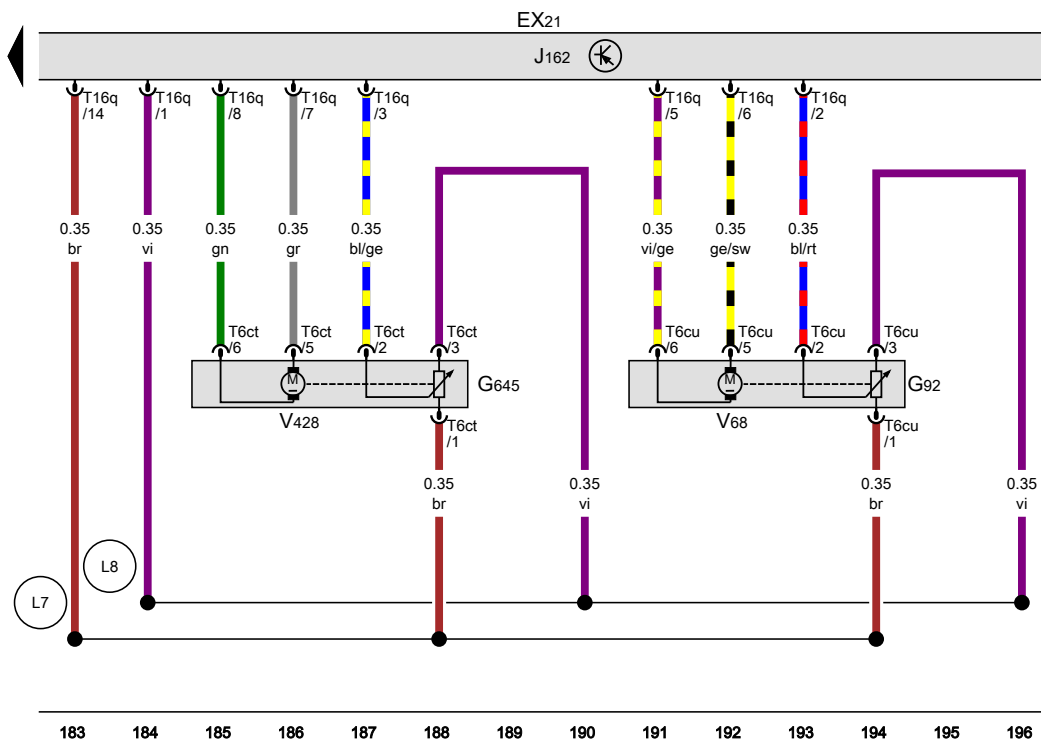 EX21
J162
T16q /14
T16q /1
T16q /8
T16q /7
T16q /3
T16q /5
T16q /6
T16q /2
0.35 br
0.35 vi
0.35 gn
0.35 gr
0.35 bl/ge
0.35 vi/ge
0.35 ge/sw
0.35 bl/rt
T6ct /6
T6ct /5
T6ct /2
T6ct /3
T6cu /6
T6cu /5
T6cu /2
T6cu /3
M
G645
M
G92
V428
T6ct /1
V68
T6cu /1
0.35 br
0.35 vi
0.35 br
0.35 vi
L8
L7
183 184 185 186 187 188 189 190 191 192 193 194 195 196